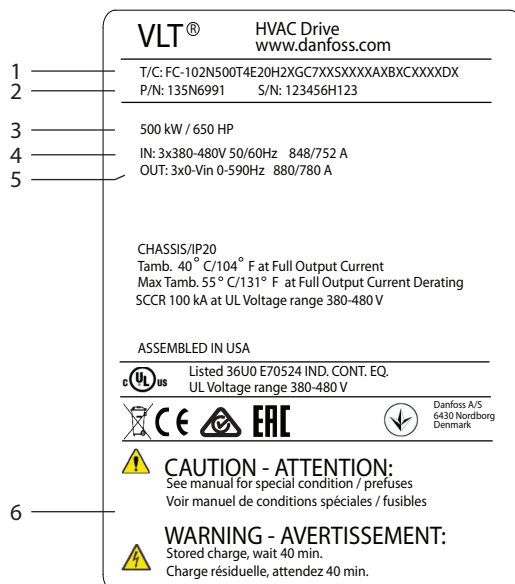 VLT® HVAC Drive
www.danfoss.com
1 T/C: FC-102N500T4E20H2XGC7XXSXXXXAXBXCXXXXDX
2 P/N: 135N6991 S/N: 123456H123
3 500 kW / 650 HP
4 IN: 3x380-480V 50/60Hz 848/752 A
5 OUT: 3x0-Vin 0-590Hz 880/780 A
CHASSIS/IP20
Tamb. 40° C/104° F at Full Output Current
Max Tamb. 55° C/131° F at Full Output Current Derating
SCCR 100 kA at UL Voltage range 380-480 V
ASSEMBLED IN USA
c UL us Listed 36U0 E70524 IND. CONT. EQ.
UL Voltage range 380-480 V
CE EAC Danfoss A/S
6430 Nordborg
Denmark
CAUTION - ATTENTION:
See manual for special condition / prefuses
Voir manuel de conditions spéciales / fusibles
6
WARNING - AVERTISSEMENT:
Stored charge, wait 40 min.
Charge résiduelle, attendez 40 min.